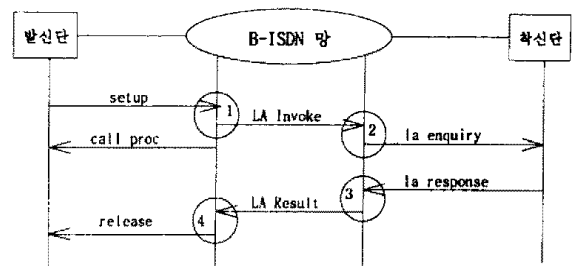 발신단
B-ISDN 망
착신단
setup
1
LA Invoke
2
call proc
la enquiry
3
la response
LA Result
4
release